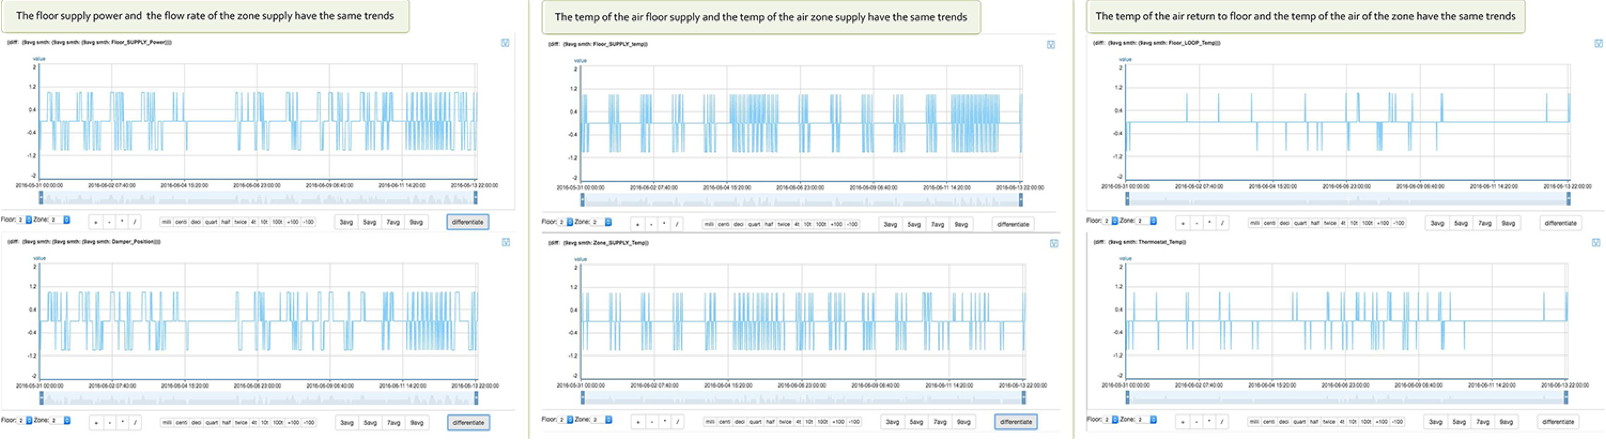 The floor supply power and the flow rate of the zone supply have the same trends
(diff: (9avg smth: (9avg smth: (9avg smth: Floor_SUPPLY_Power))))
value
2
1.2
0.4
-0.4
-1.2
-2
2016-05-31 00:00:00 2016-06-02 07:40:00 2016-06-04 15:20:00 2016-06-06 23:00:00 2016-06-09 06:40:00 2016-06-11 14:20:00 2016-06-13 22:00:00
Floor: 2 Zone: 2 + - * / milli centi deci quart half twice 4t 10t 100t +100 -100 3avg 5avg 7avg 9avg differentiate
(diff: (9avg smth: (9avg smth: (9avg smth: Damper_Position))))
value
2
1.2
0.4
-0.4
-1.2
-2
2016-05-31 00:00:00 2016-06-02 07:40:00 2016-06-04 15:20:00 2016-06-06 23:00:00 2016-06-09 06:40:00 2016-06-11 14:20:00 2016-06-13 22:00:00
Floor: 2 Zone: 2 + - * / milli centi deci quart half twice 4t 10t 100t +100 -100 3avg 5avg 7avg 9avg differentiate
The temp of the air floor supply and the temp of the air zone supply have the same trends
(diff: (9avg smth: Floor_SUPPLY_temp))
value
2
1.2
0.4
-0.4
-1.2
-2
2016-05-31 00:00:00 2016-06-02 07:40:00 2016-06-04 15:20:00 2016-06-06 23:00:00 2016-06-09 06:40:00 2016-06-11 14:20:00 2016-06-13 22:00:00
Floor: 2 Zone: 2 + - * / milli centi deci quart half twice 4t 10t 100t +100 -100 3avg 5avg 7avg 9avg differentiate
(diff: (9avg smth: Zone_SUPPLY_Temp))
value
2
1.2
0.4
-0.4
-1.2
-2
2016-05-31 00:00:00 2016-06-02 07:40:00 2016-06-04 15:20:00 2016-06-06 23:00:00 2016-06-09 06:40:00 2016-06-11 14:20:00 2016-06-13 22:00:00
Floor: 2 Zone: 2 + - * / milli centi deci quart half twice 4t 10t 100t +100 -100 3avg 5avg 7avg 9avg differentiate
The temp of the air return to floor and the temp of the air of the zone have the same trends
(diff: (9avg smth: (9avg smth: Floor_LOOP_Temp)))
value
2
1.2
0.4
-0.4
-1.2
-2
2016-05-31 00:00:00 2016-06-02 07:40:00 2016-06-04 15:20:00 2016-06-06 23:00:00 2016-06-09 06:40:00 2016-06-11 14:20:00 2016-06-13 22:00:00
Floor: 2 Zone: 2 + - * / milli centi deci quart half twice 4t 10t 100t +100 -100 3avg 5avg 7avg 9avg differentiate
(diff: (9avg smth: Thermostat_Temp))
value
2
1.2
0.4
-0.4
-1.2
-2
2016-05-31 00:00:00 2016-06-02 07:40:00 2016-06-04 15:20:00 2016-06-06 23:00:00 2016-06-09 06:40:00 2016-06-11 14:20:00 2016-06-13 22:00:00
Floor: 2 Zone: 2 + - * / milli centi deci quart half twice 4t 10t 100t +100 -100 3avg 5avg 7avg 9avg differentiate